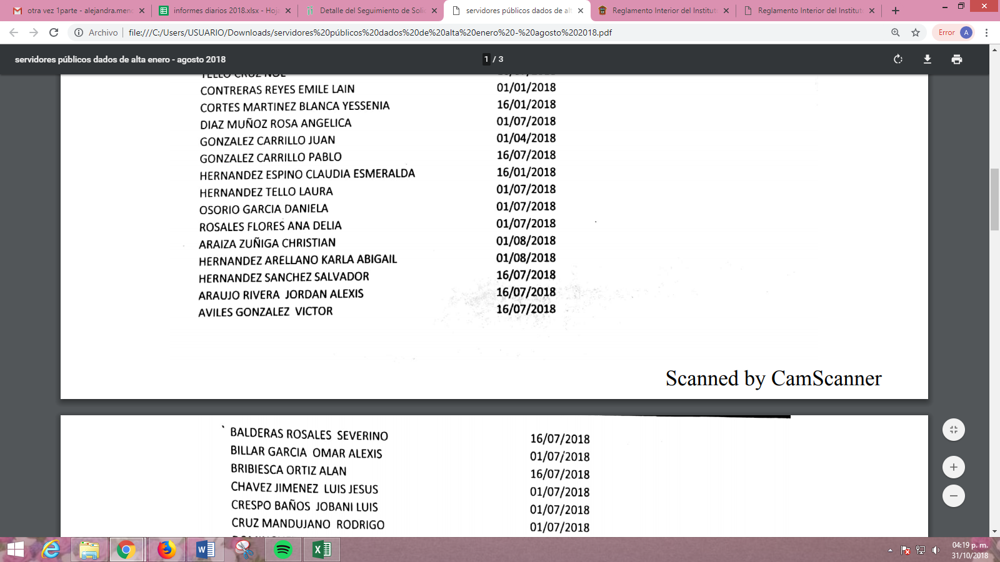 otra vez 1parte - alejandra.men
informes diarios 2018.xlsx - Hoja
Detalle del Seguimiento de Solic
servidores públicos dados de alt
Reglamento Interior del Institut
Reglamento Interior del Institut
Archivo file:///C:/Users/USUARIO/Downloads/servidores%20públicos%20dados%20de%20alta%20enero%20-%20agosto%202018.pdf Error A
servidores públicos dados de alta enero - agosto 2018 1 / 3
TELLO CRUZ NOE
CONTRERAS REYES EMILE LAIN 01/01/2018
CORTES MARTINEZ BLANCA YESSENIA 16/01/2018
DIAZ MUÑOZ ROSA ANGELICA 01/07/2018
GONZALEZ CARRILLO JUAN 01/04/2018
GONZALEZ CARRILLO PABLO 16/07/2018
HERNANDEZ ESPINO CLAUDIA ESMERALDA 16/01/2018
HERNANDEZ TELLO LAURA 01/07/2018
OSORIO GARCIA DANIELA 01/07/2018
ROSALES FLORES ANA DELIA 01/07/2018
ARAIZA ZUÑIGA CHRISTIAN 01/08/2018
HERNANDEZ ARELLANO KARLA ABIGAIL 01/08/2018
HERNANDEZ SANCHEZ SALVADOR 16/07/2018
ARAUJO RIVERA JORDAN ALEXIS 16/07/2018
AVILES GONZALEZ VICTOR 16/07/2018
Scanned by CamScanner
BALDERAS ROSALES SEVERINO 16/07/2018
BILLAR GARCIA OMAR ALEXIS 01/07/2018
BRIBIESCA ORTIZ ALAN 16/07/2018
CHAVEZ JIMENEZ LUIS JESUS 01/07/2018
CRESPO BAÑOS JOBANI LUIS 01/07/2018
CRUZ MANDUJANO RODRIGO 01/07/2018
04:19 p. m.
31/10/2018